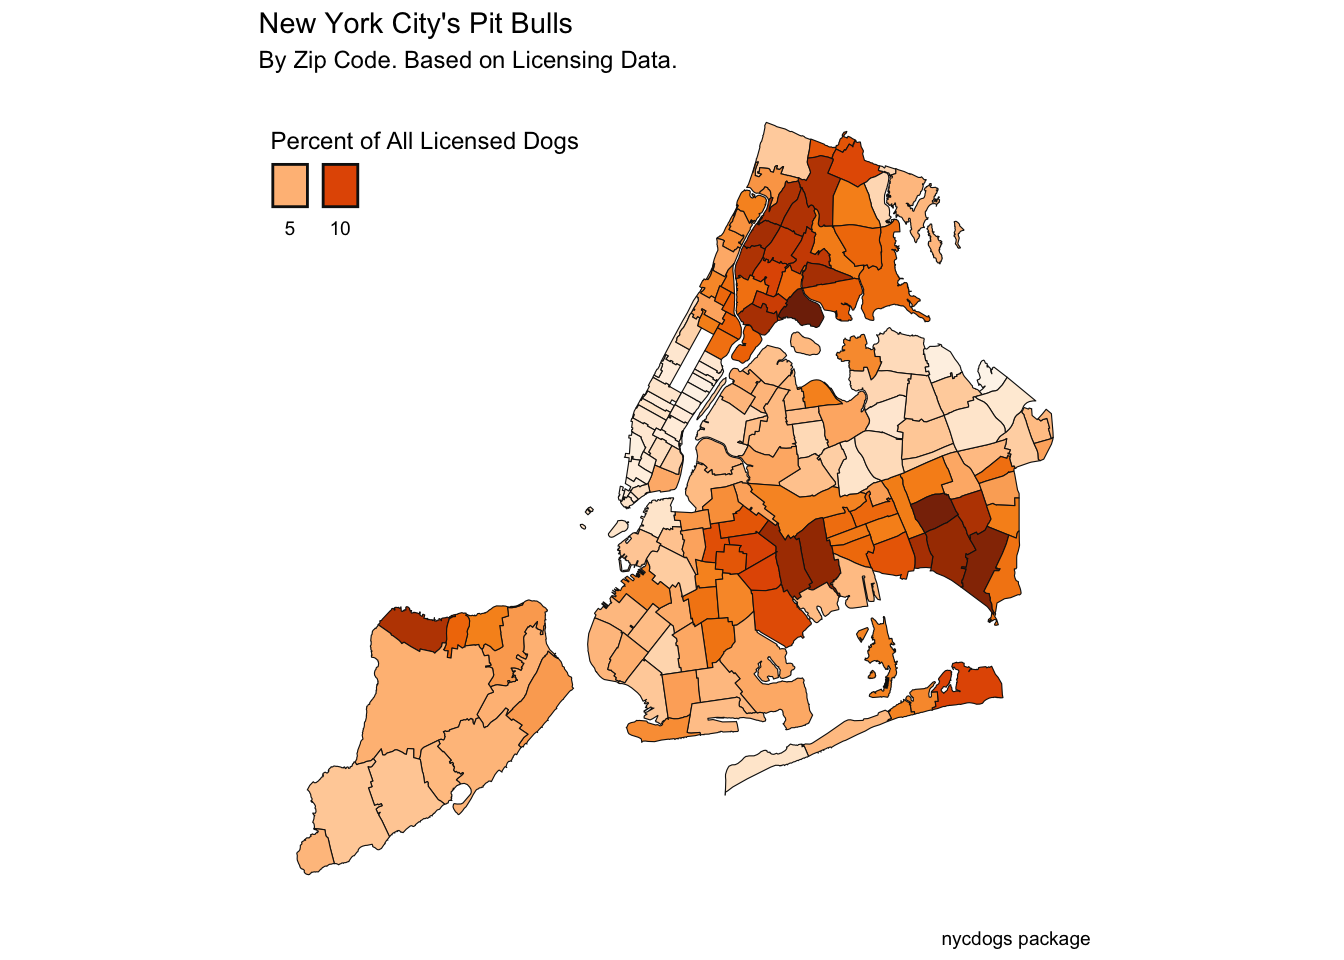 New York City's Pit Bulls
By Zip Code. Based on Licensing Data.
Percent of All Licensed Dogs
5 10
nycdogs package